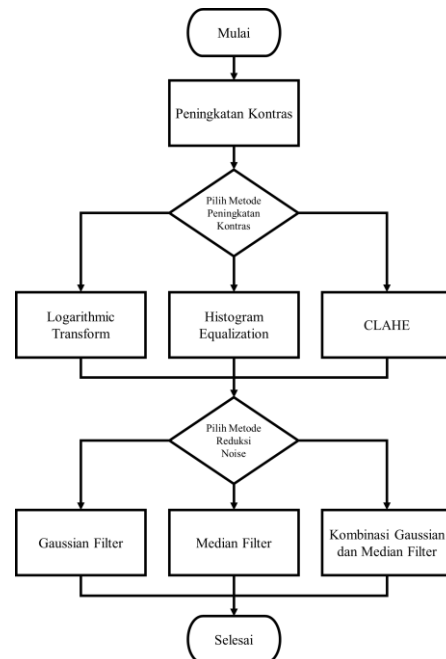 Mulai
Peningkatan Kontras
Pilih Metode
Peningkatan
Kontras
Logarithmic
Transform
Histogram
Equalization
CLAHE
Pilih Metode
Reduksi
Noise
Gaussian Filter
Median Filter
Kombinasi Gaussian
dan Median Filter
Selesai